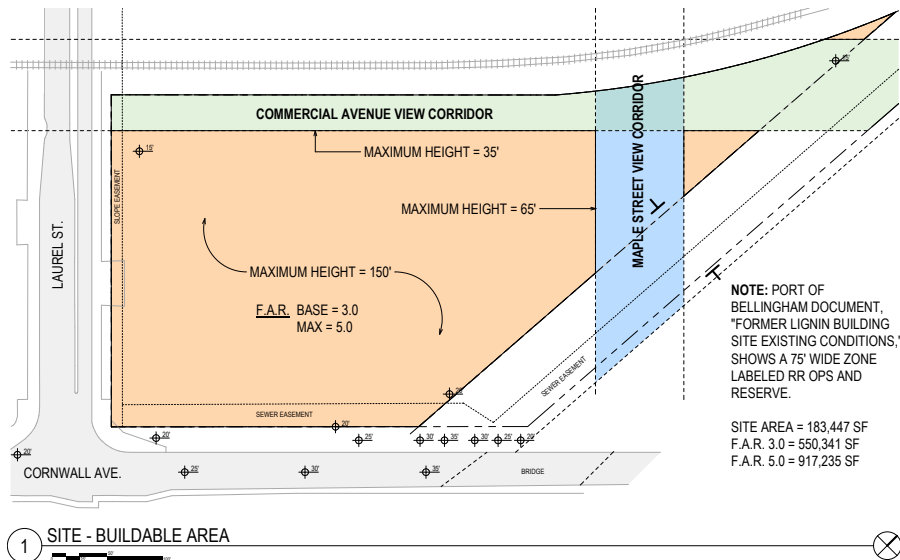 COMMERCIAL AVENUE VIEW CORRIDOR
MAXIMUM HEIGHT = 35'
MAPLE STREET VIEW CORRIDOR
MAXIMUM HEIGHT = 65'
15'
SLOPE EASEMENT
LAUREL ST.
MAXIMUM HEIGHT = 150'
F.A.R. BASE = 3.0
MAX = 5.0
NOTE: PORT OF
BELLINGHAM DOCUMENT,
"FORMER LIGNIN BUILDING
SITE EXISTING CONDITIONS,"
SHOWS A 75' WIDE ZONE
LABELED RR OPS AND
RESERVE.
SITE AREA = 183,447 SF
F.A.R. 3.0 = 550,341 SF
F.A.R. 5.0 = 917,235 SF
SEWER EASEMENT
SEWER EASEMENT
20'
20'
25'
30'
35'
30'
25'
20'
20'
CORNWALL AVE.
25'
30'
35'
BRIDGE
1 SITE - BUILDABLE AREA